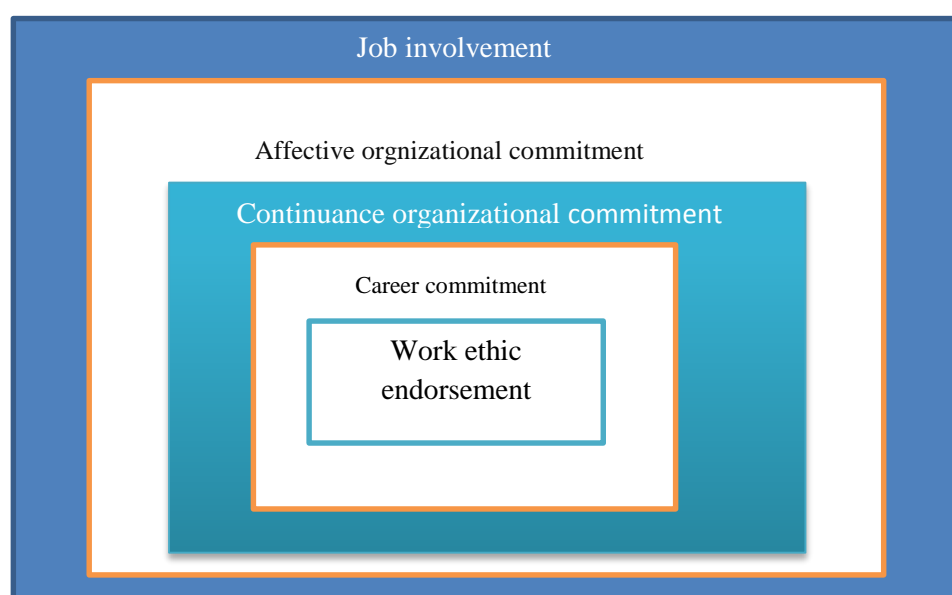 Job involvement
Affective orgnizational commitment
Continuance organizational commitment
Career commitment
Work ethic
endorsement